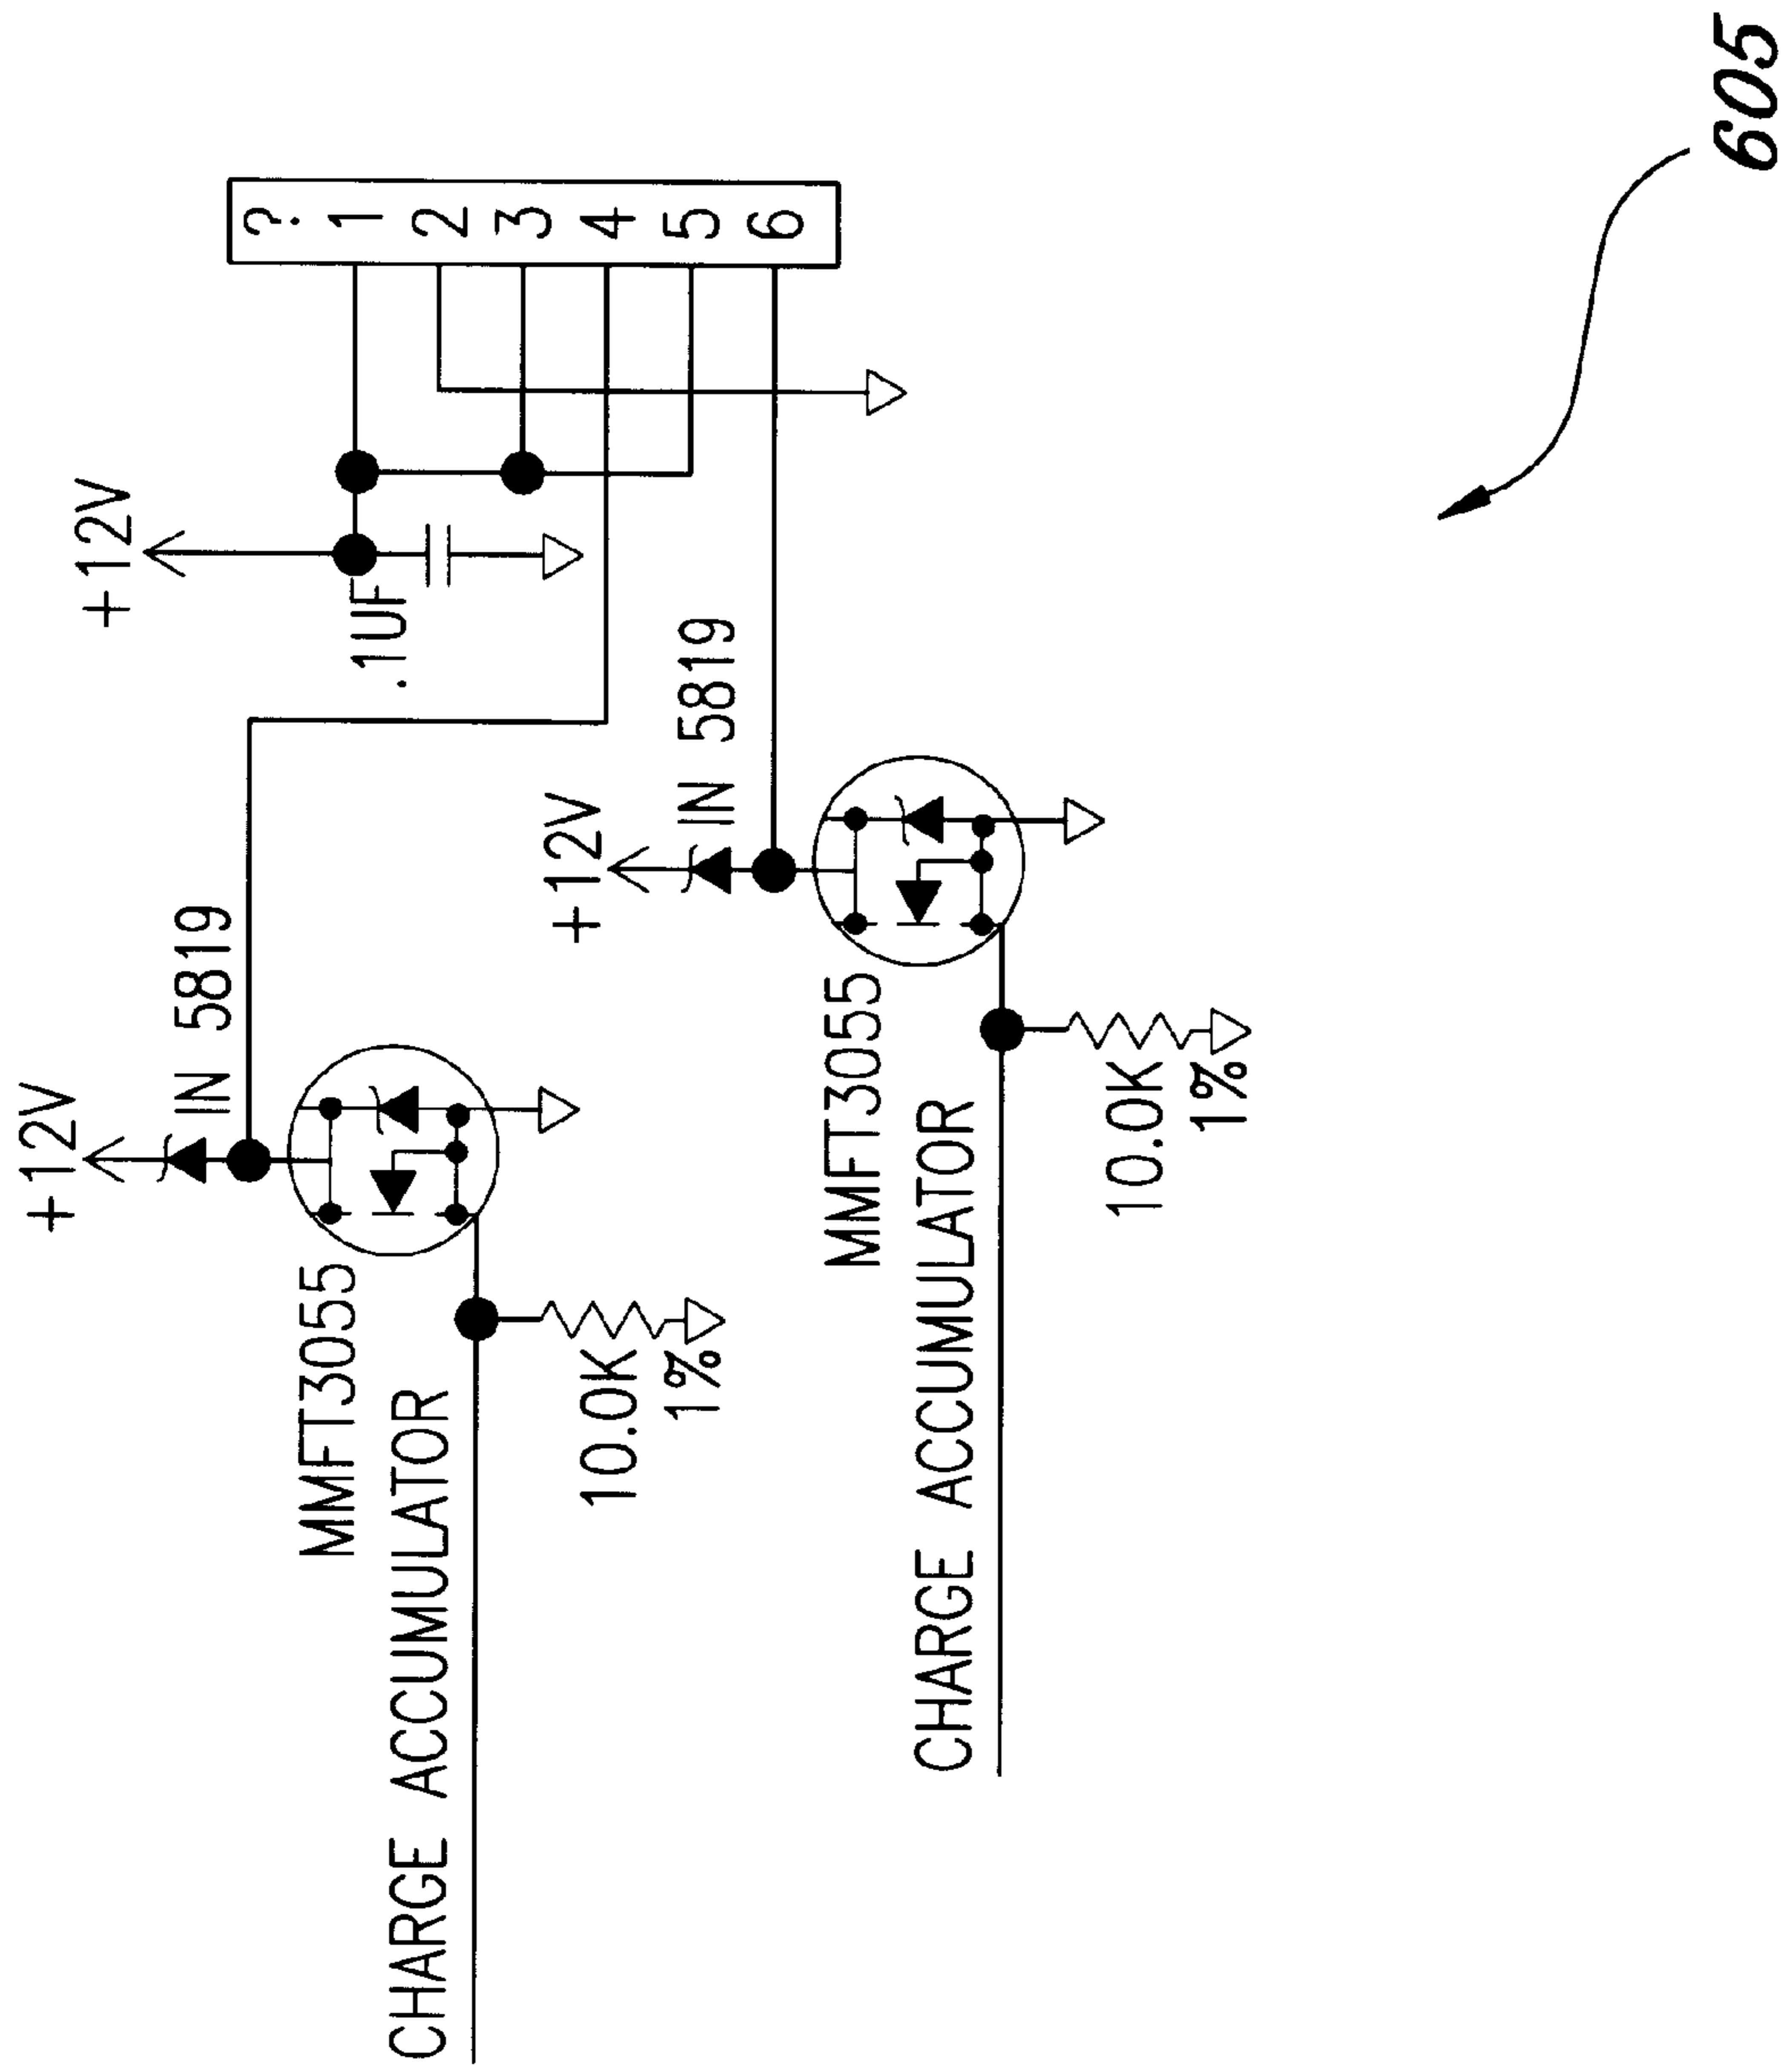 +12V
IN 5819
MMFT3055
CHARGE ACCUMULATOR
10.0K
1%
+12V
.1UF
?:
1
2
3
4
5
6
+12V
IN 5819
MMFT3055
CHARGE ACCUMULATOR
10.0K
1%
605